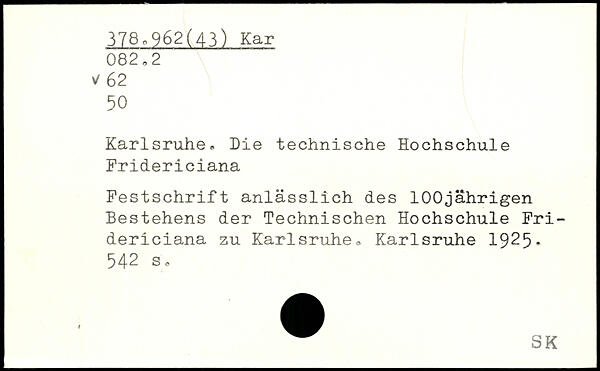 378.962(43) Kar
082.2
v 62
50
Karlsruhe. Die technische Hochschule
Fridericiana
Festschrift anlässlich des 100jährigen
Bestehens der Technischen Hochschule Fri-
dericiana zu Karlsruhe. Karlsruhe 1925.
542 s.
SK